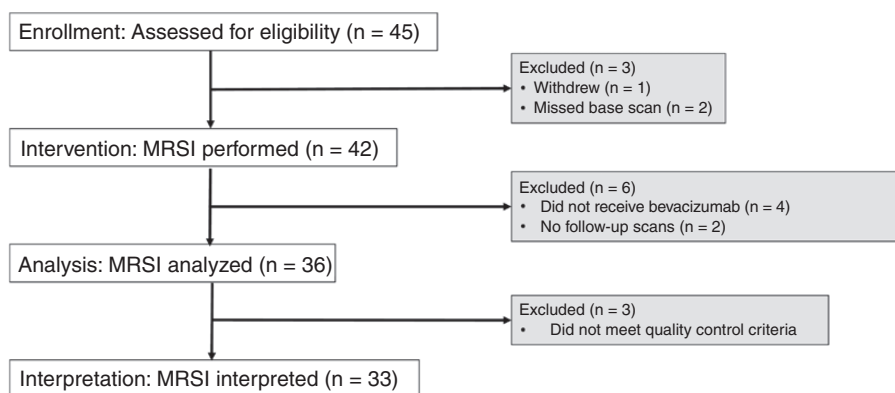 Enrollment: Assessed for eligibility (n = 45)
Excluded (n = 3)
• Withdrew (n = 1)
• Missed base scan (n = 2)
Intervention: MRSI performed (n = 42)
Excluded (n = 6)
• Did not receive bevacizumab (n = 4)
• No follow-up scans (n = 2)
Analysis: MRSI analyzed (n = 36)
Excluded (n = 3)
• Did not meet quality control criteria
Interpretation: MRSI interpreted (n = 33)